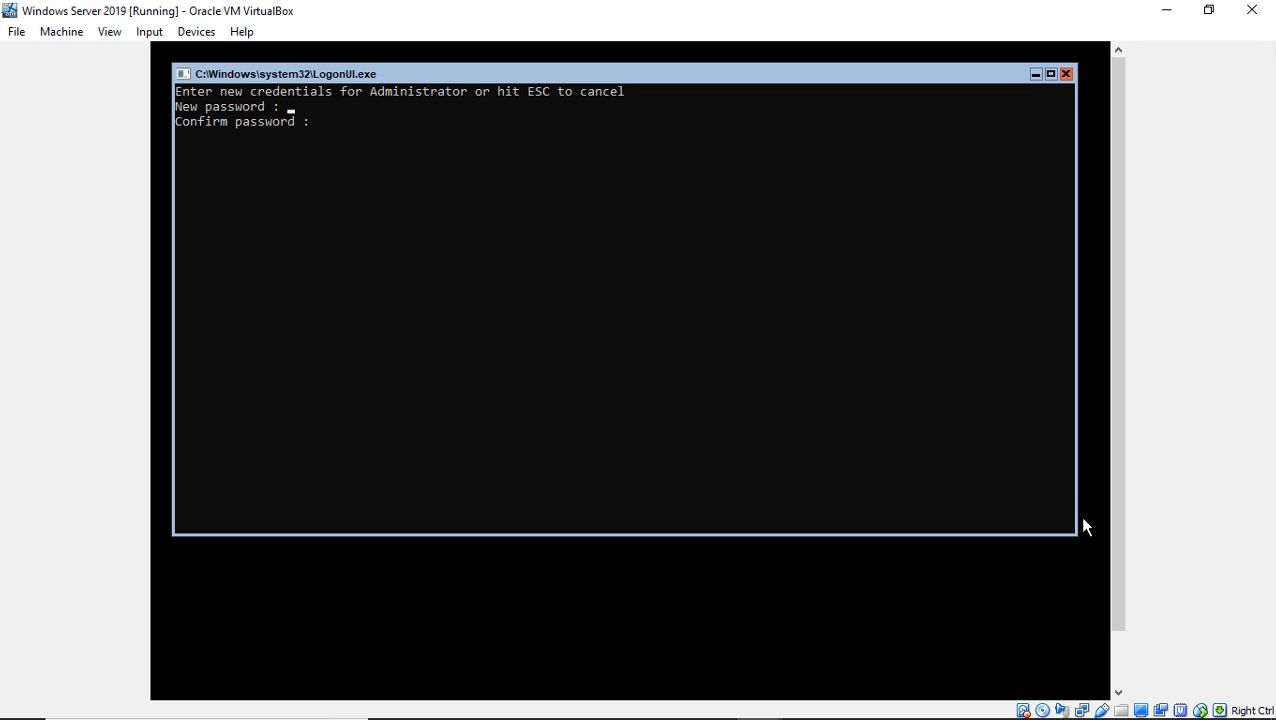 Windows Server 2019 [Running] - Oracle VM VirtualBox
File Machine View Input Devices Help
C:\Windows\system32\LogonUI.exe
Enter new credentials for Administrator or hit ESC to cancel
New password :
Confirm password :
Right Ctrl